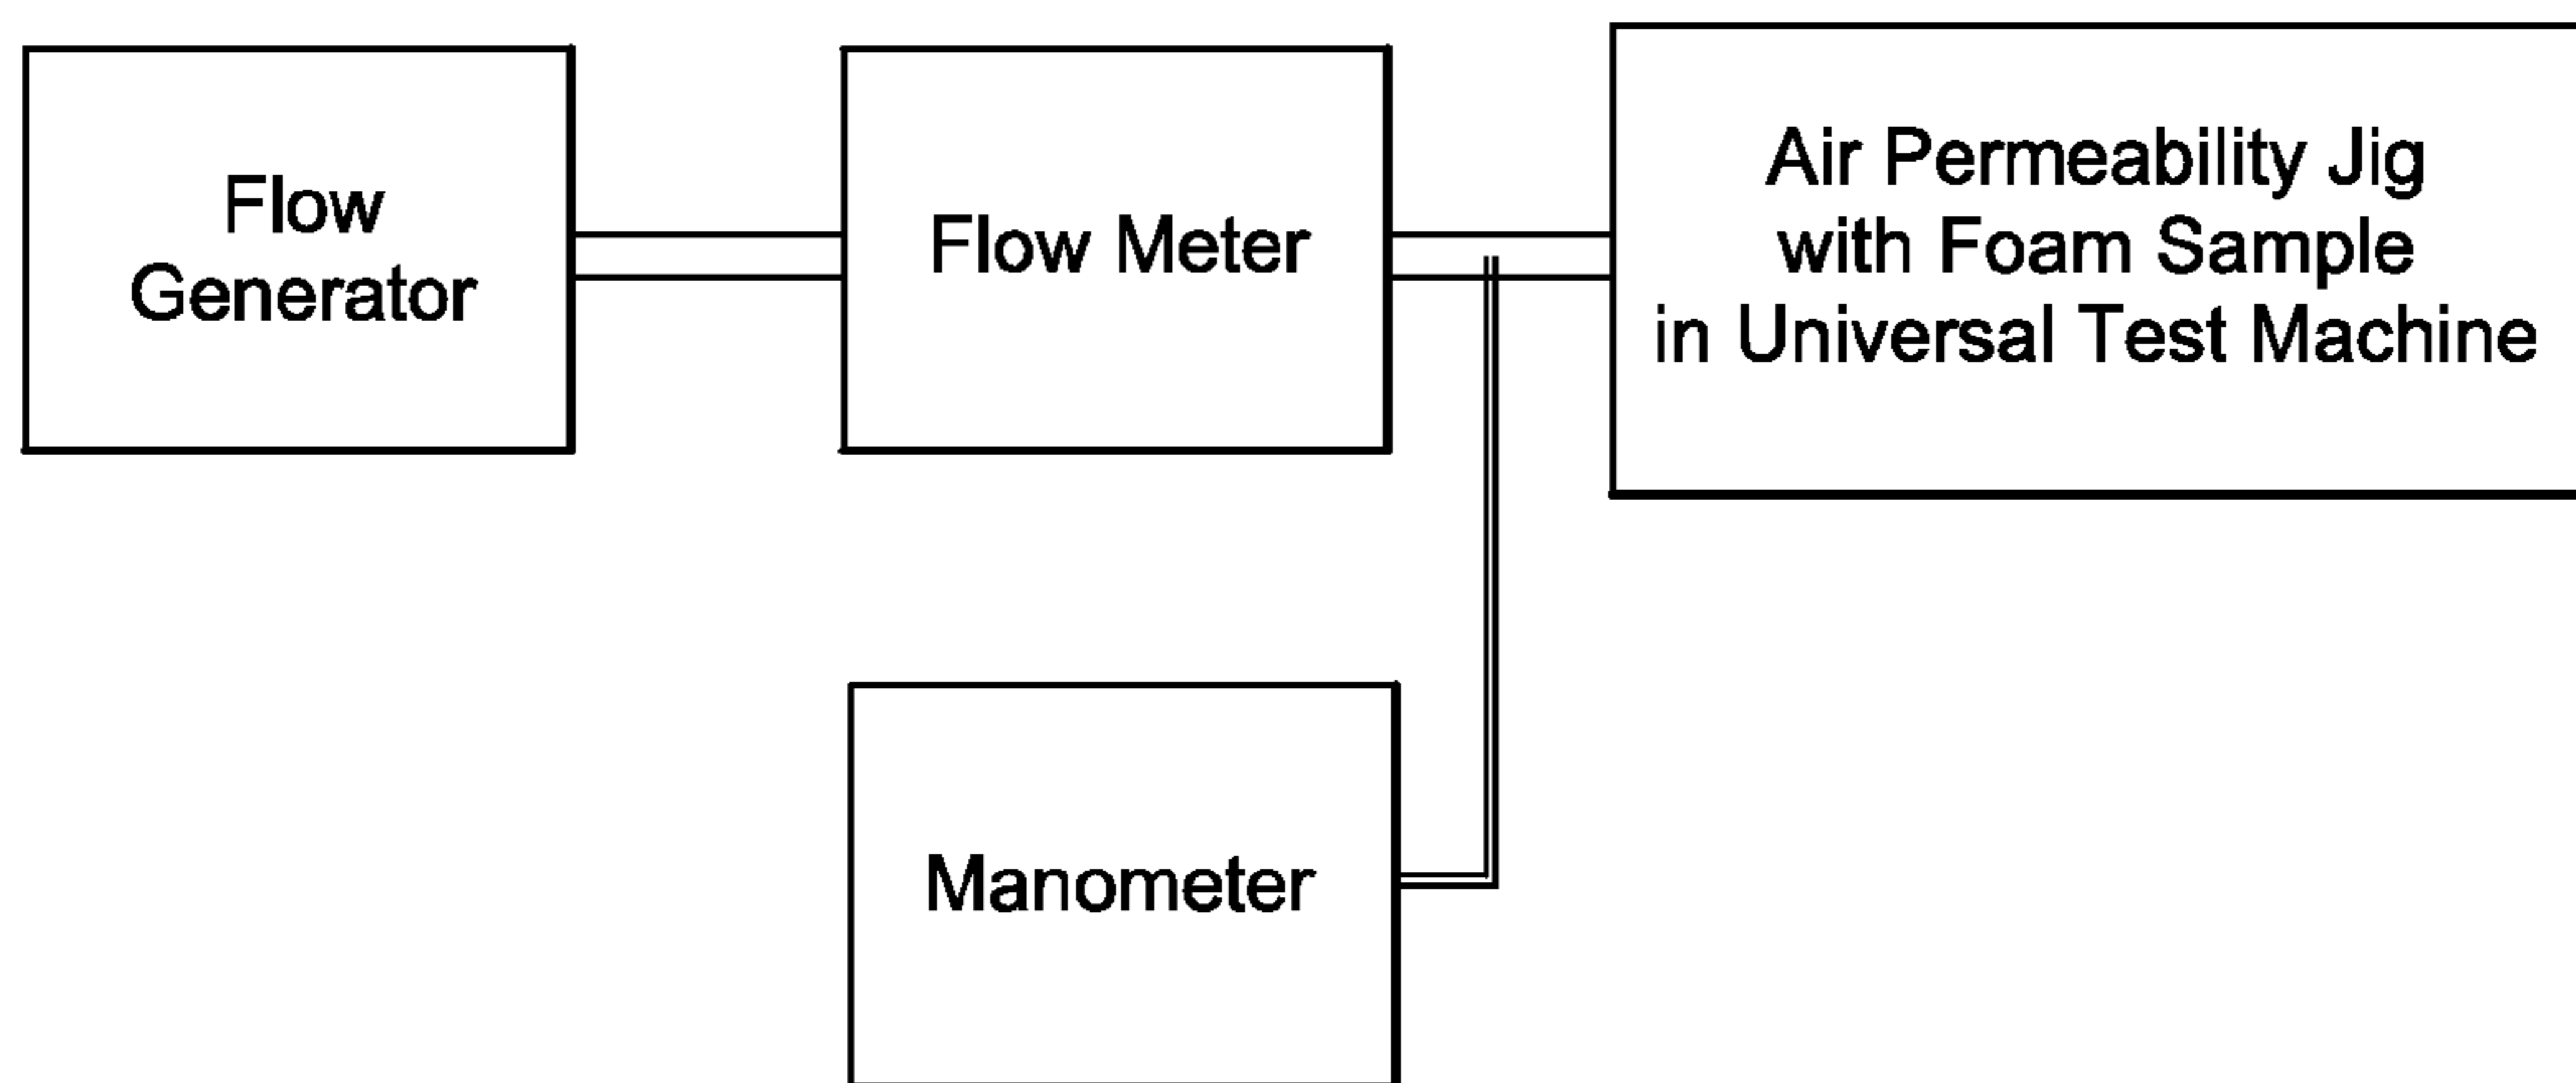 Flow
Generator
Flow Meter
Air Permeability Jig
with Foam Sample
in Universal Test Machine
Manometer